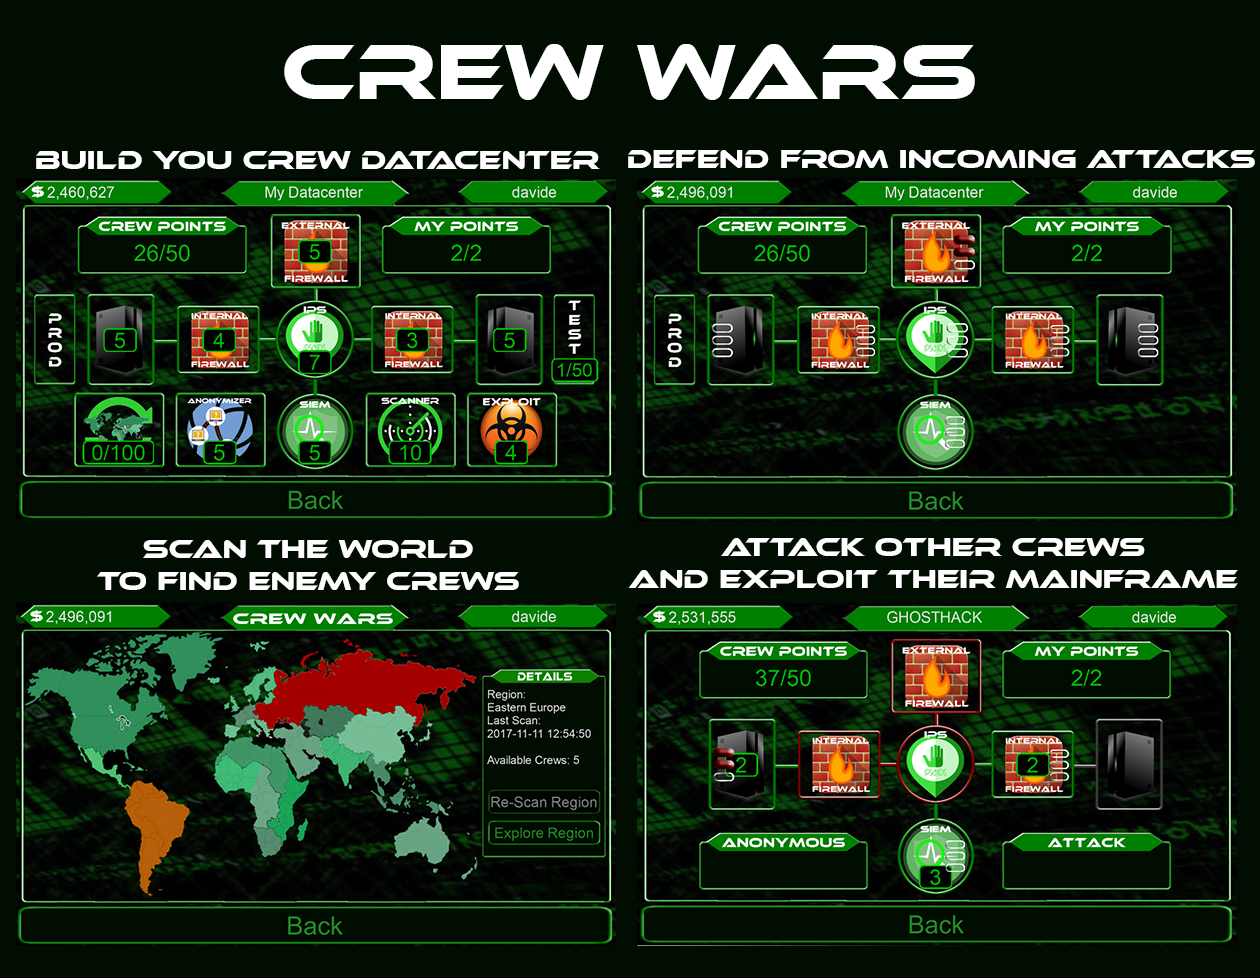 CREW WARS
BUILD YOU CREW DATACENTER
$ 2,460,627
My Datacenter
davide
CREW POINTS
26/50
EXTERNAL
5
FIREWALL
MY POINTS
2/2
PROD
5
INTERNAL
4
FIREWALL
IPS
7
INTERNAL
3
FIREWALL
5
TEST
1/50
0/100
ANONYMIZER
5
SIEM
5
SCANNER
10
EXPLOIT
4
Back
DEFEND FROM INCOMING ATTACKS
$ 2,496,091
My Datacenter
davide
CREW POINTS
26/50
EXTERNAL
FIREWALL
MY POINTS
2/2
PROD
INTERNAL
FIREWALL
IPS
IPS/IDS
INTERNAL
FIREWALL
SIEM
Back
SCAN THE WORLD
TO FIND ENEMY CREWS
$ 2,496,091
CREW WARS
davide
DETAILS
Region:
Eastern Europe
Last Scan:
2017-11-11 12:54:50
Available Crews: 5
Re-Scan Region
Explore Region
Back
ATTACK OTHER CREWS
AND EXPLOIT THEIR MAINFRAME
$ 2,531,555
GHOSTHACK
davide
CREW POINTS
37/50
EXTERNAL
FIREWALL
MY POINTS
2/2
2
INTERNAL
FIREWALL
IPS
IPS/IDS
INTERNAL
2
FIREWALL
ANONYMOUS
SIEM
3
ATTACK
Back